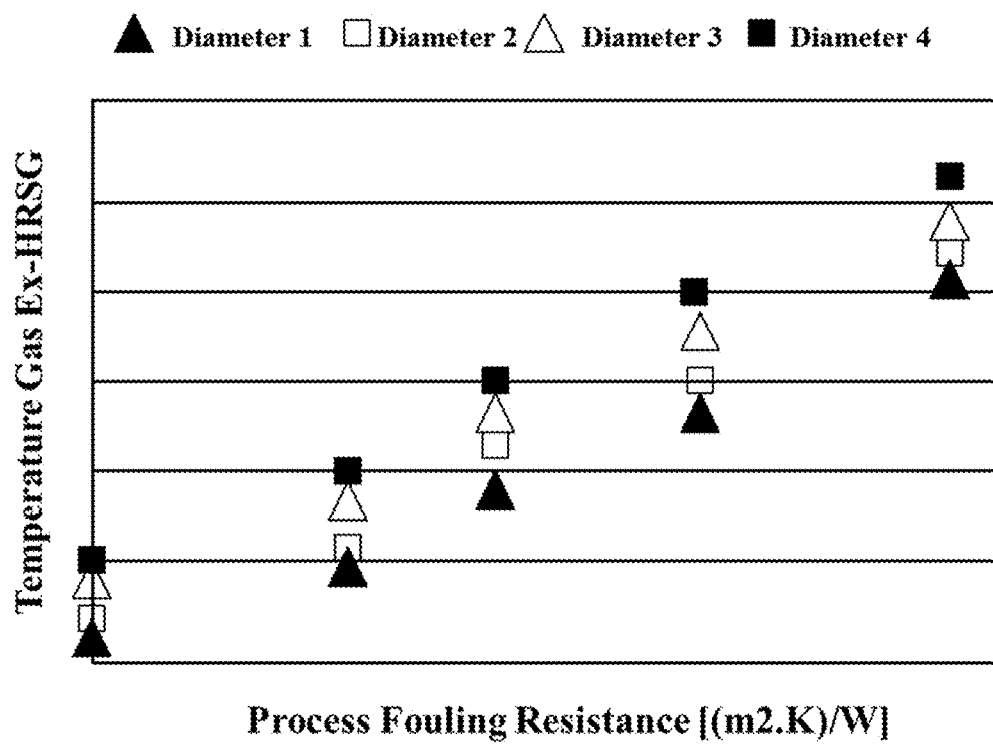 Diameter 1 Diameter 2 Diameter 3 Diameter 4
Temperature Gas Ex-HRSG
Process Fouling Resistance [(m2.K)/W]